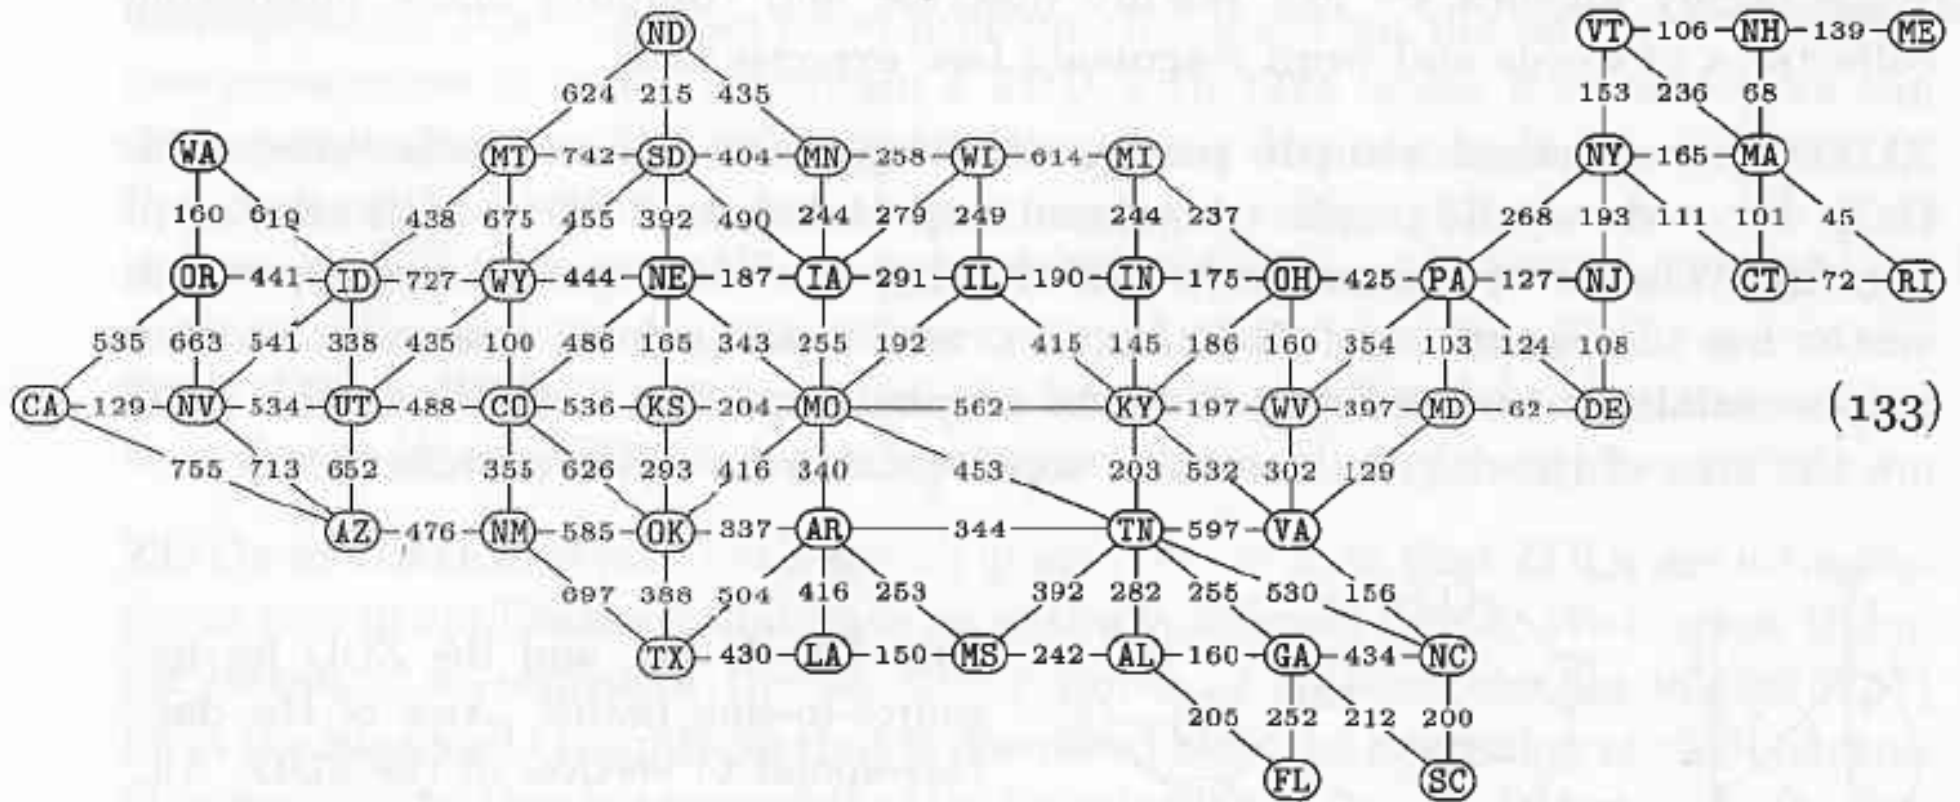 ND VT 106 NH 139 ME
624 215 435 153 236 68
WA MT 742 SD 404 MN 258 WI 614 MI NY 165 MA
160 619 438 675 455 392 490 244 279 249 244 237 268 193 111 101 45
OR 441 ID 727 WY 444 NE 187 IA 291 IL 190 IN 175 OH 425 PA 127 NJ CT 72 RI
535 663 541 338 435 100 486 165 343 255 192 415 145 186 160 354 103 124 108
CA 129 NV 534 UT 488 CO 536 KS 204 MO 562 KY 197 WV 397 MD 62 DE (133)
755 713 652 355 626 293 416 340 453 203 532 302 129
AZ 476 NM 585 OK 337 AR 344 TN 597 VA
697 388 504 416 253 392 282 255 530 156
TX 430 LA 150 MS 242 AL 160 GA 434 NC
205 252 212 200
FL SC